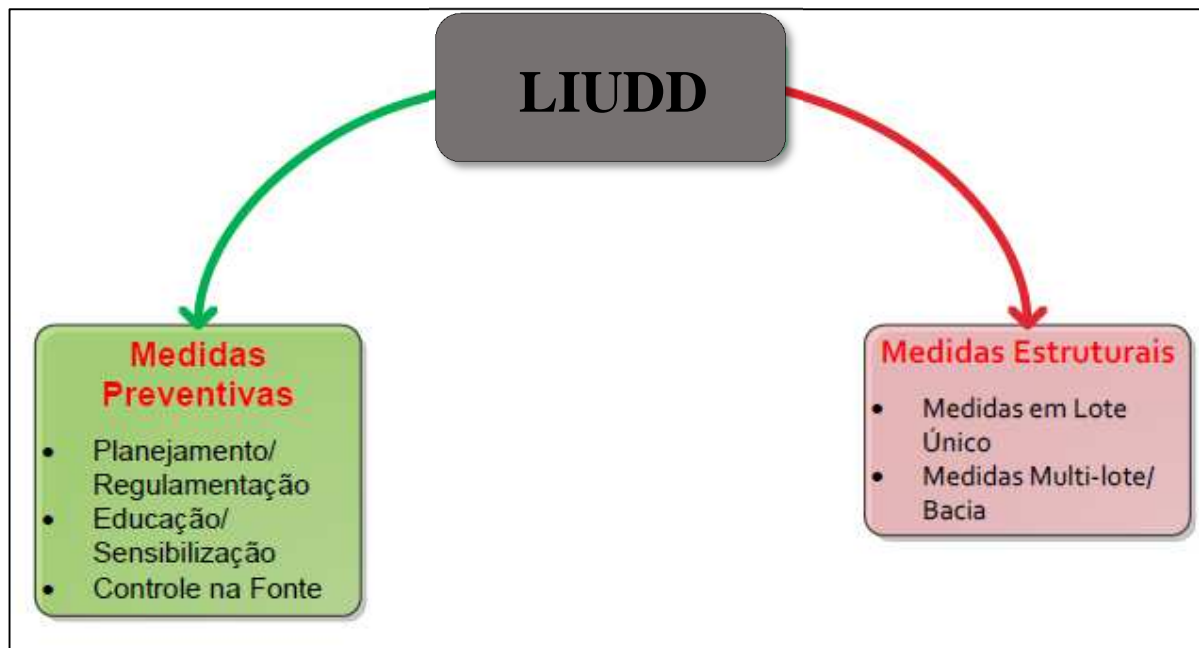 LIUDD
Medidas
Preventivas
• Planejamento/
Regulamentação
• Educação/
Sensibilização
• Controle na Fonte
Medidas Estruturais
• Medidas em Lote
Único
• Medidas Multi-lote/
Bacia